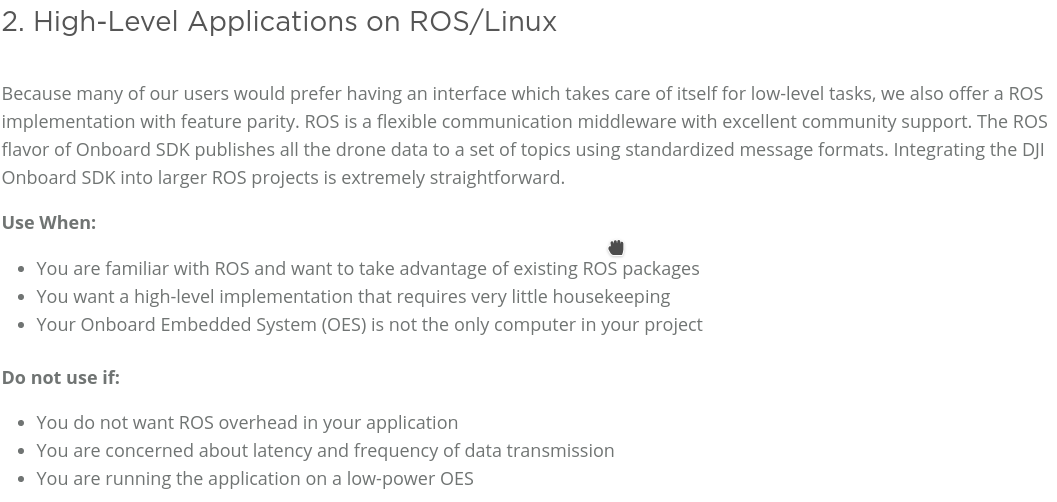 2. High-Level Applications on ROS/Linux
Because many of our users would prefer having an interface which takes care of itself for low-level tasks, we also offer a ROS
implementation with feature parity. ROS is a flexible communication middleware with excellent community support. The ROS
flavor of Onboard SDK publishes all the drone data to a set of topics using standardized message formats. Integrating the DJI
Onboard SDK into larger ROS projects is extremely straightforward.
Use When:
• You are familiar with ROS and want to take advantage of existing ROS packages
• You want a high-level implementation that requires very little housekeeping
• Your Onboard Embedded System (OES) is not the only computer in your project
Do not use if:
• You do not want ROS overhead in your application
• You are concerned about latency and frequency of data transmission
• You are running the application on a low-power OES